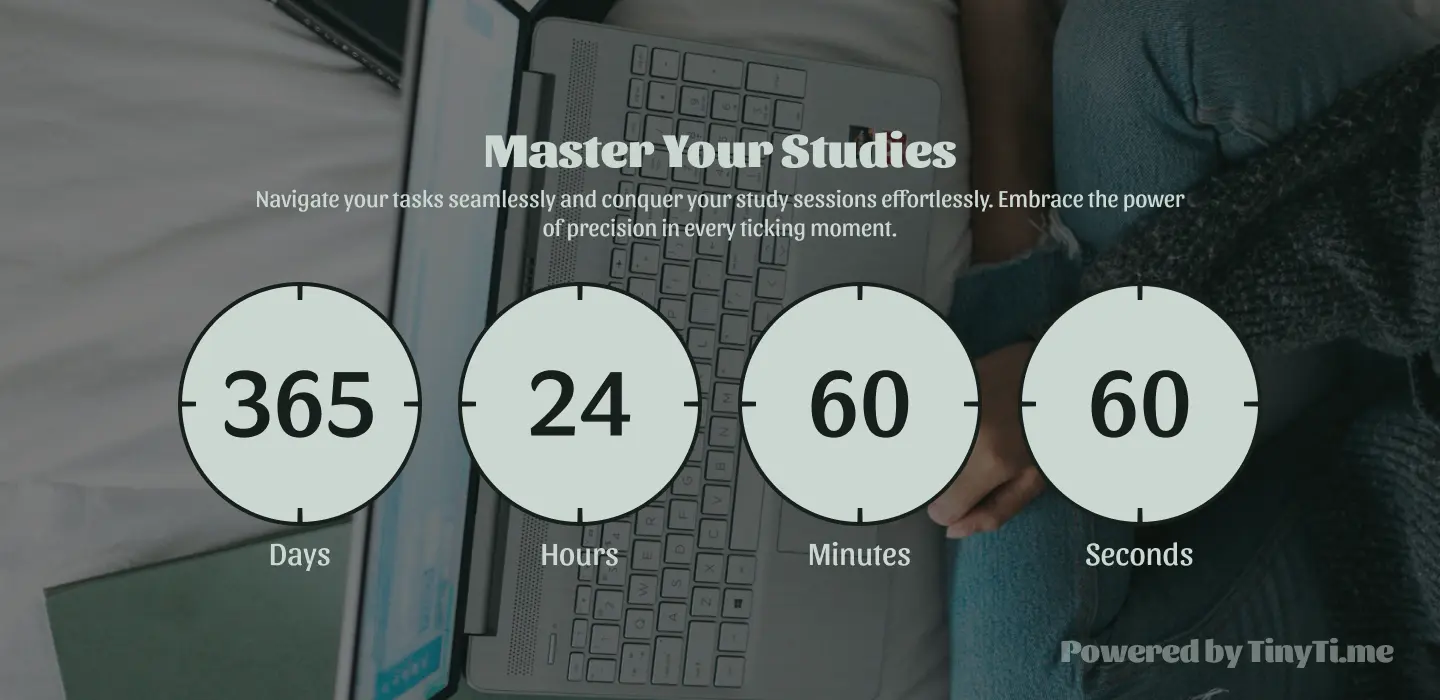 Master Your Studies
Navigate your tasks seamlessly and conquer your study sessions effortlessly. Embrace the power
of precision in every ticking moment.
365 24 60 60
Days Hours Minutes Seconds
Powered by TinyTi.me